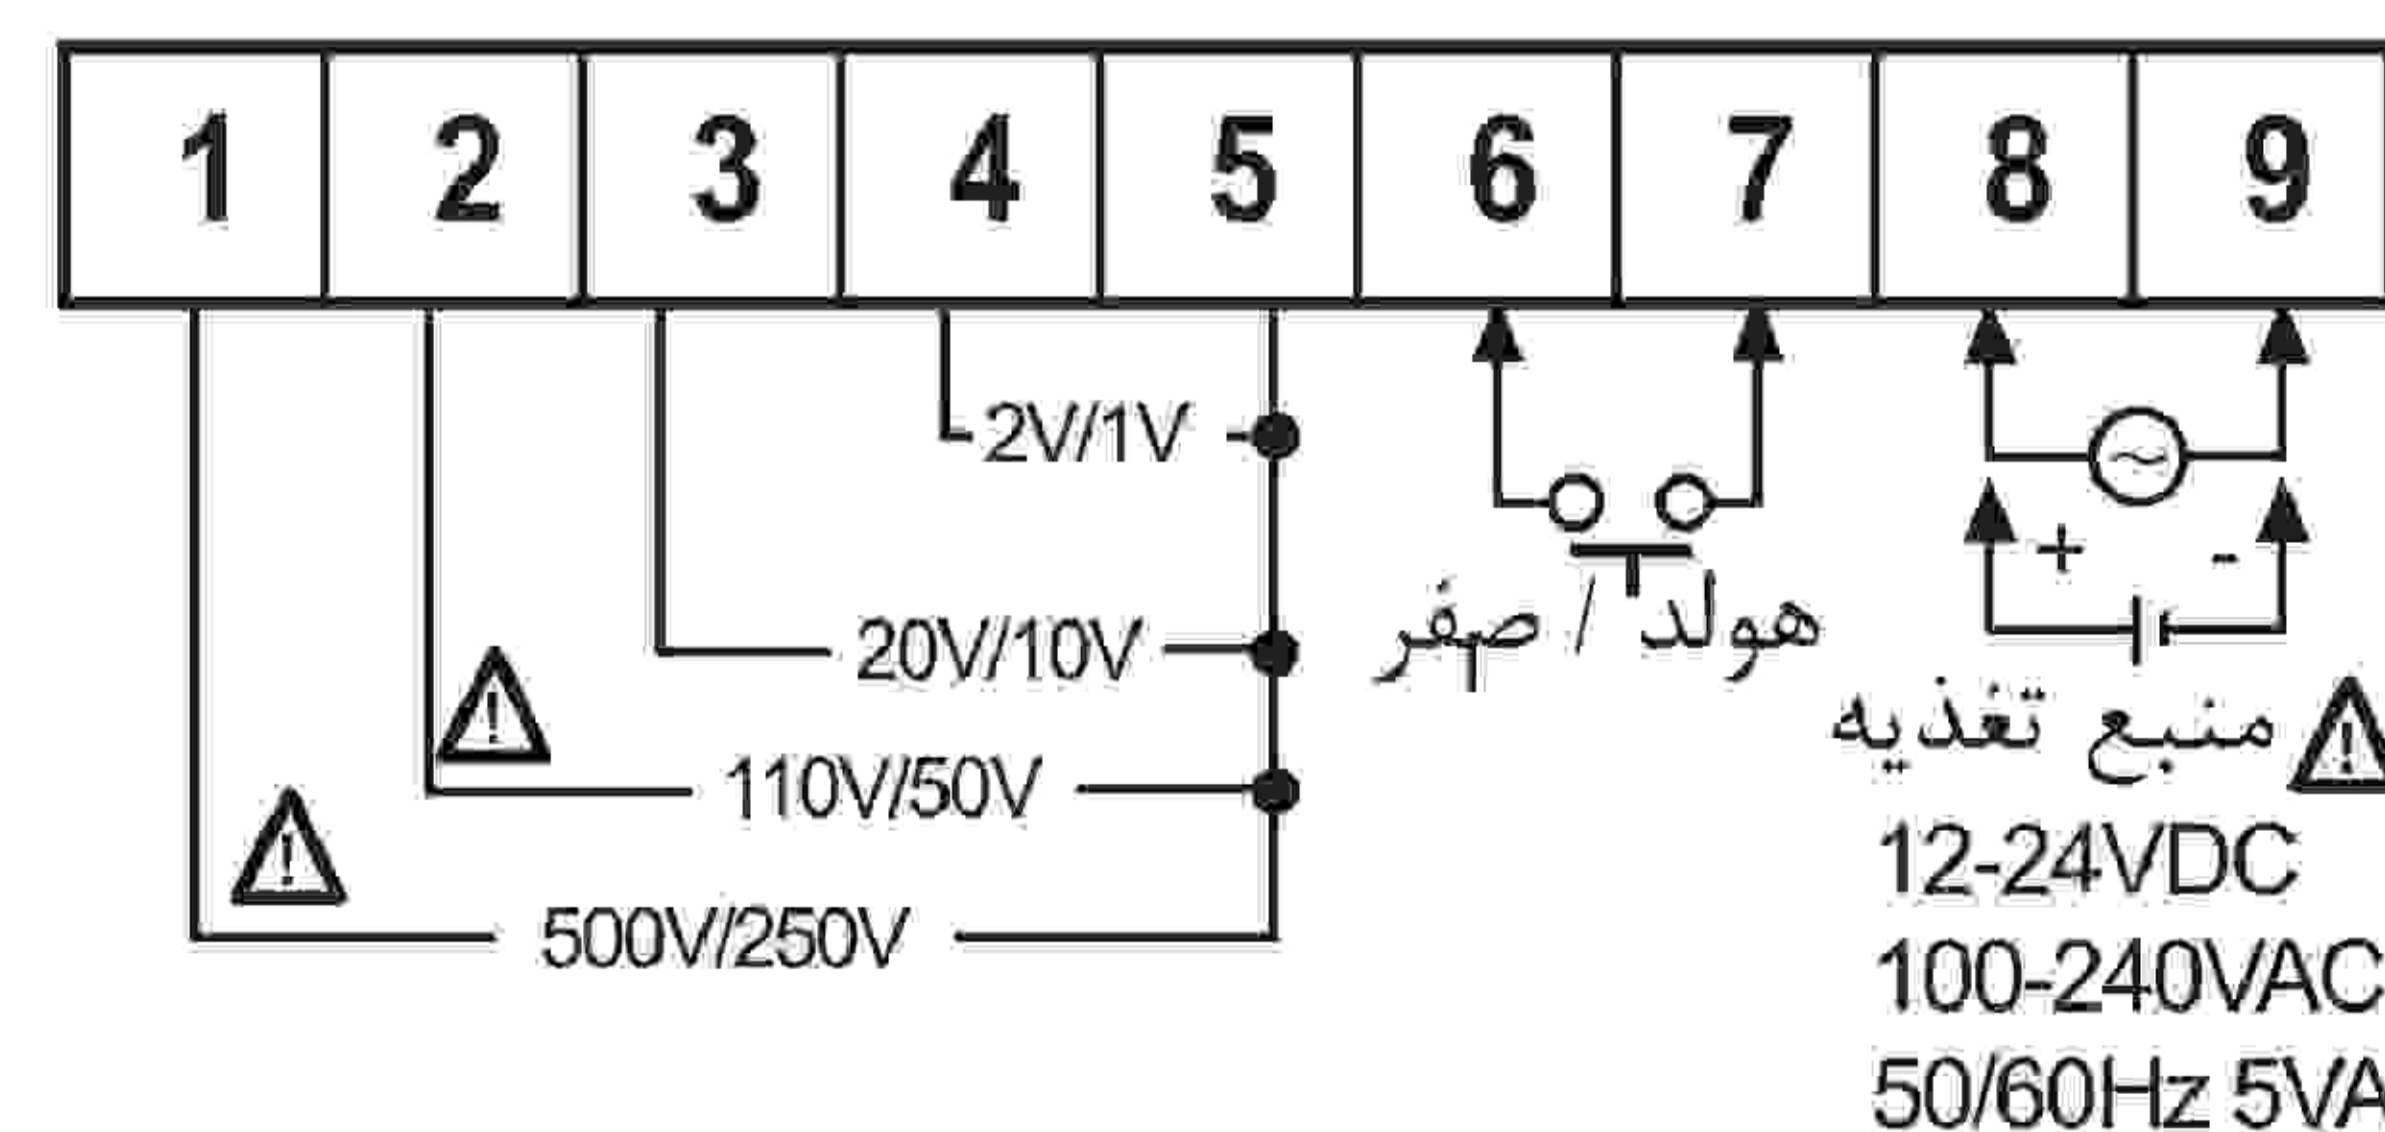 1 2 3 4 5 6 7 8 9
2V/1V
20V/10V
110V/50V
500V/250V
هولد / صفر
+ -
منبع تغذیه
12-24VDC
100-240VAC
50/60Hz 5VA